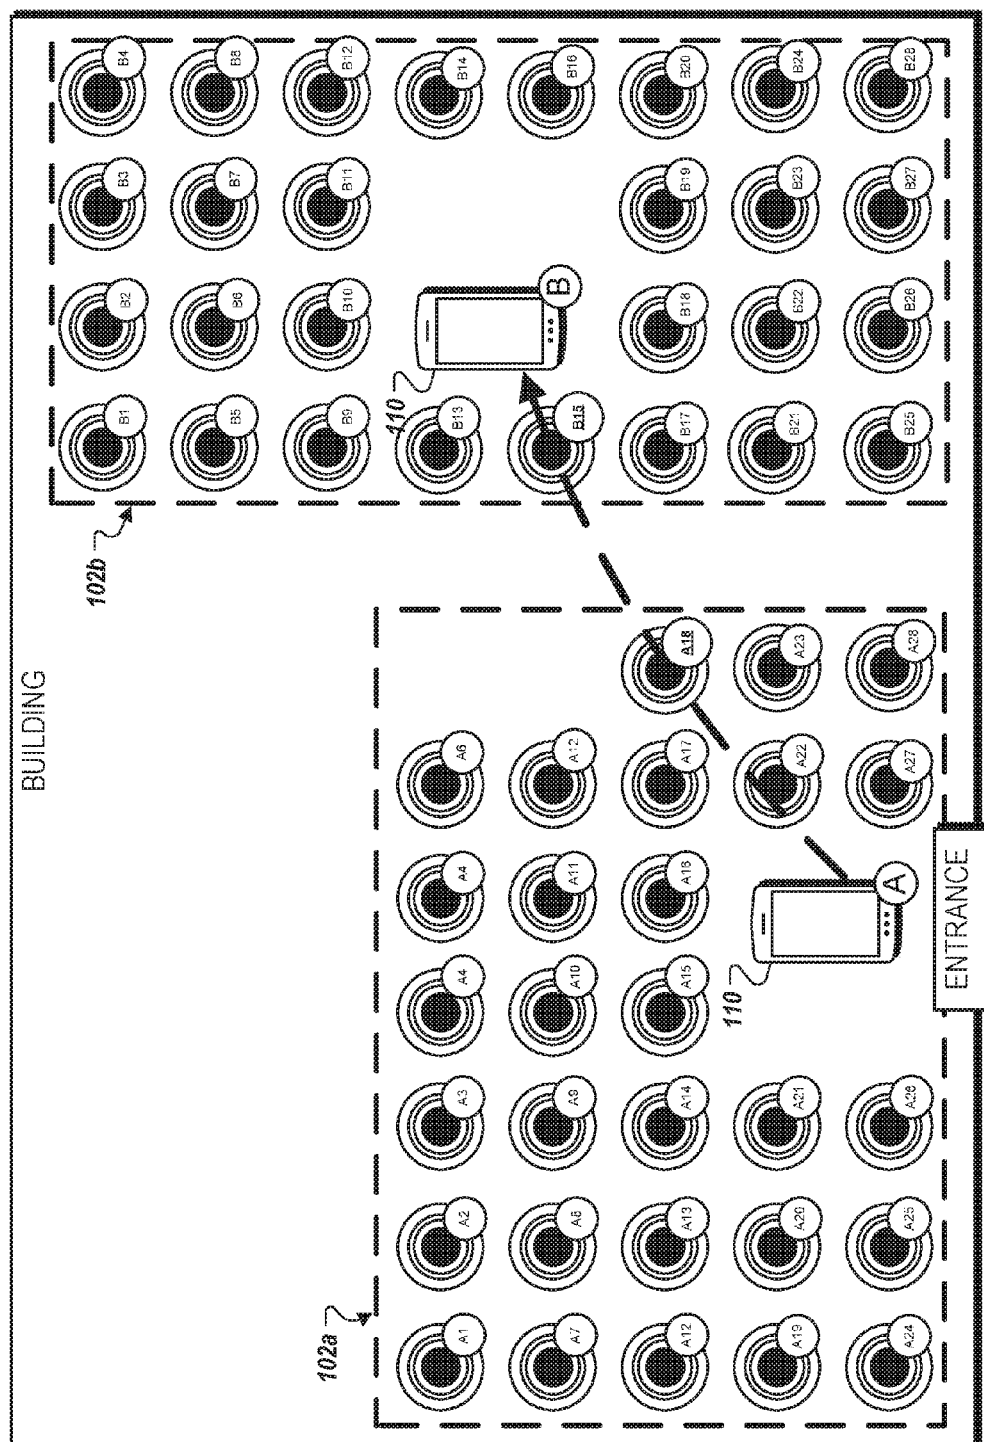 BUILDING
102b
B1 B2 B3 B4
B5 B6 B7 B8
B9 B10 B11 B12
102a
110
A1 A2 A3 A4 A4 A6 B13 B14
B
A7 A8 A9 A10 A11 A12 B15 B16
A12 A13 A14 A15 A16 A17 A18 B17 B18 B19 B20
110
A19 A20 A21 A22 A23 B21 B22 B23 B24
A
A24 A25 A26 A27 A28 B25 B26 B27 B28
ENTRANCE